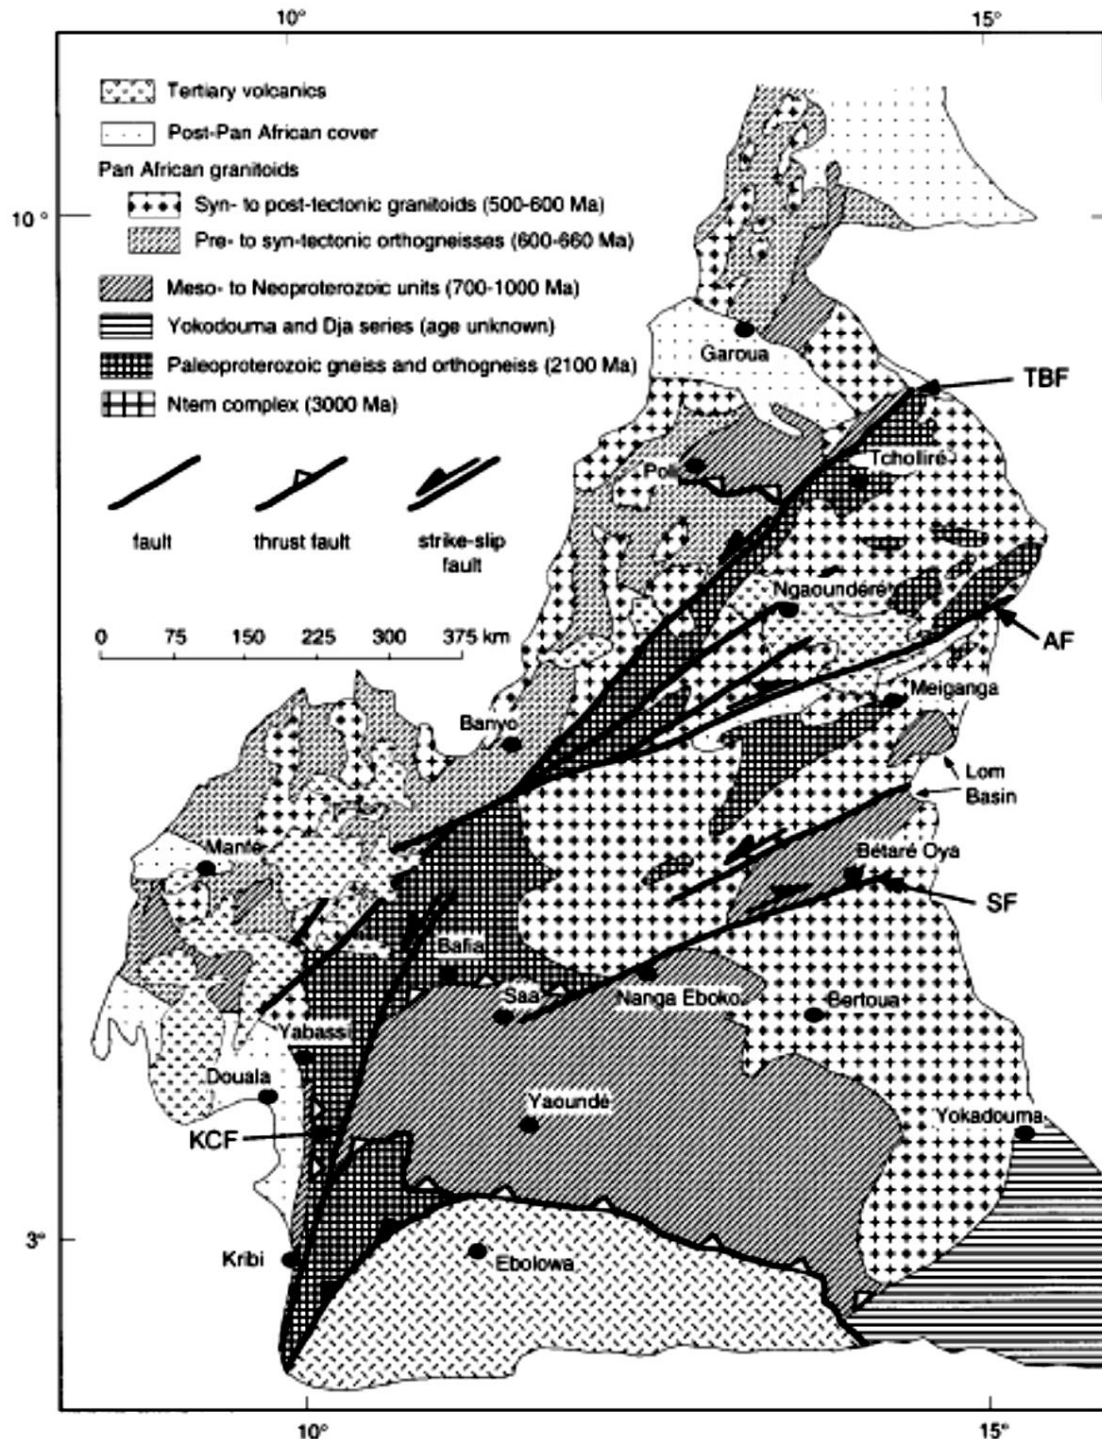 10°
15°
Tertiary volcanics
Post-Pan African cover
Pan African granitoids
Syn- to post-tectonic granitoids (500-600 Ma)
Pre- to syn-tectonic orthogneisses (600-660 Ma)
Meso- to Neoproterozoic units (700-1000 Ma)
Yokodouma and Dja series (age unknown)
Paleoproterozoic gneiss and orthogneiss (2100 Ma)
Ntem complex (3000 Ma)
fault
thrust fault
strike-slip
fault
0 75 150 225 300 375 km
10°
Garoua
TBF
Poli
Tcholliré
Ngaoundéré
AF
Meiganga
Banyo
Lom
Basin
Mamfe
Bétaré Oya
SF
Bafia
Saa
Nanga Eboko
Bertoua
Yabassi
Douala
Yaoundé
Yokadouma
KCF
3°
Kribi
Ebolowa
10°
15°